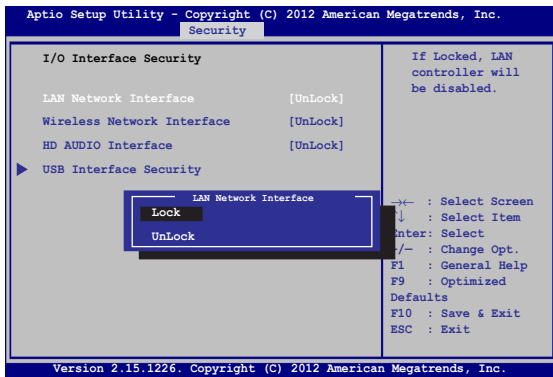 Aptio Setup Utility - Copyright (C) 2012 American Megatrends, Inc.
Security
I/O Interface Security
LAN Network Interface [UnLock]
Wireless Network Interface [UnLock]
HD AUDIO Interface [UnLock]
USB Interface Security
LAN Network Interface
Lock
UnLock
If Locked, LAN
controller will
be disabled.
→← : Select Screen
↓ : Select Item
Enter: Select
/— : Change Opt.
F1 : General Help
F9 : Optimized
Defaults
F10 : Save & Exit
ESC : Exit
Version 2.15.1226. Copyright (C) 2012 American Megatrends, Inc.